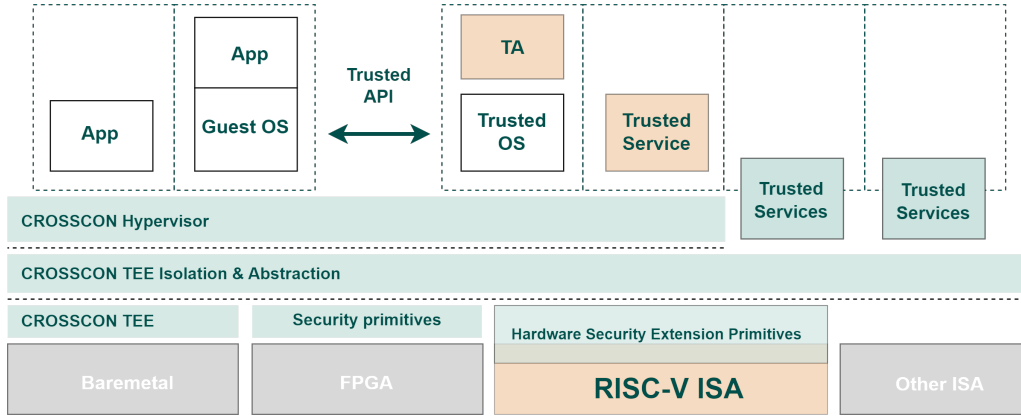 App
App
Guest OS
Trusted
API
TA
Trusted
OS
Trusted
Service
Trusted
Services
Trusted
Services
CROSSCON Hypervisor
CROSSCON TEE Isolation & Abstraction
CROSSCON TEE
Security primitives
Hardware Security Extension Primitives
Baremetal
FPGA
RISC-V ISA
Other ISA